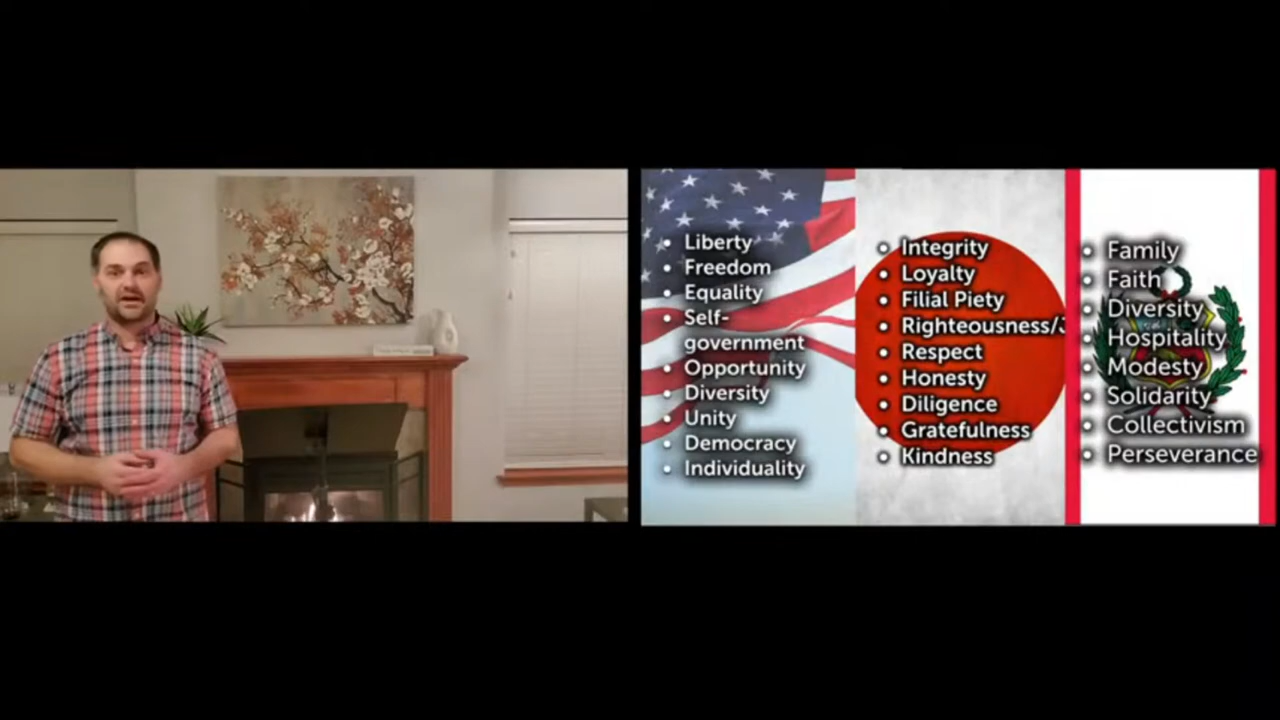 • Liberty
• Freedom
• Equality
• Self-
government
• Opportunity
• Diversity
• Unity
• Democracy
• Individuality
• Integrity
• Loyalty
• Filial Piety
• Righteousness/J
• Respect
• Honesty
• Diligence
• Gratefulness
• Kindness
• Family
• Faith
• Diversity
• Hospitality
• Modesty
• Solidarity
• Collectivism
• Perseverance